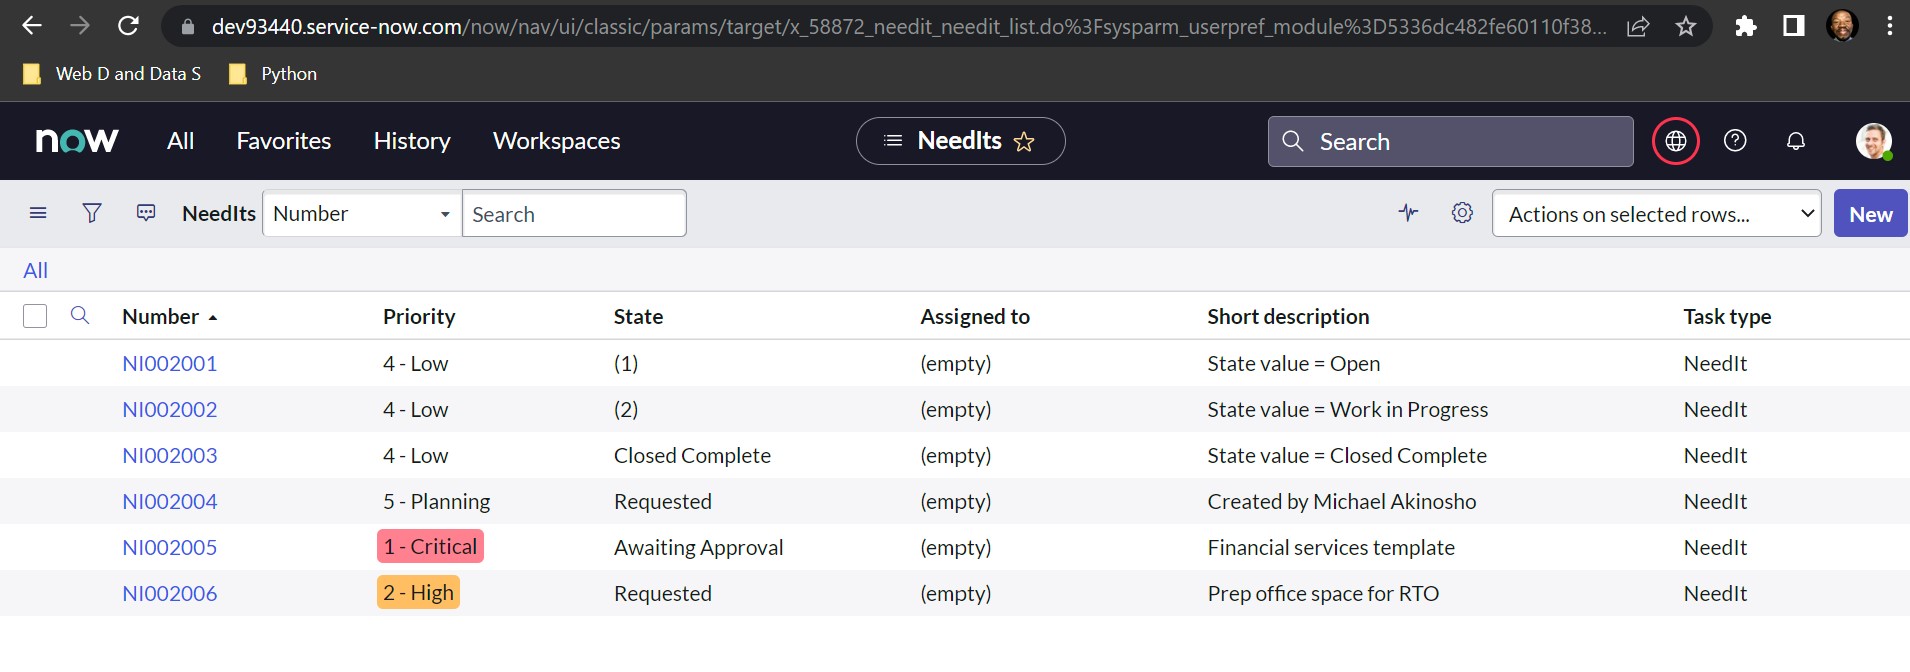 dev93440.service-now.com/now/nav/ui/classic/params/target/x_58872_needit_needit_list.do%3Fsysparm_userpref_module%3D5336dc482fe60110f38...
Web D and Data S Python
now All Favorites History Workspaces NeedIts Search
NeedIts Number Search Actions on selected rows... New
All
Number Priority State Assigned to Short description Task type
NI002001 4 - Low (1) (empty) State value = Open NeedIt
NI002002 4 - Low (2) (empty) State value = Work in Progress NeedIt
NI002003 4 - Low Closed Complete (empty) State value = Closed Complete NeedIt
NI002004 5 - Planning Requested (empty) Created by Michael Akinosho NeedIt
NI002005 1 - Critical Awaiting Approval (empty) Financial services template NeedIt
NI002006 2 - High Requested (empty) Prep office space for RTO NeedIt